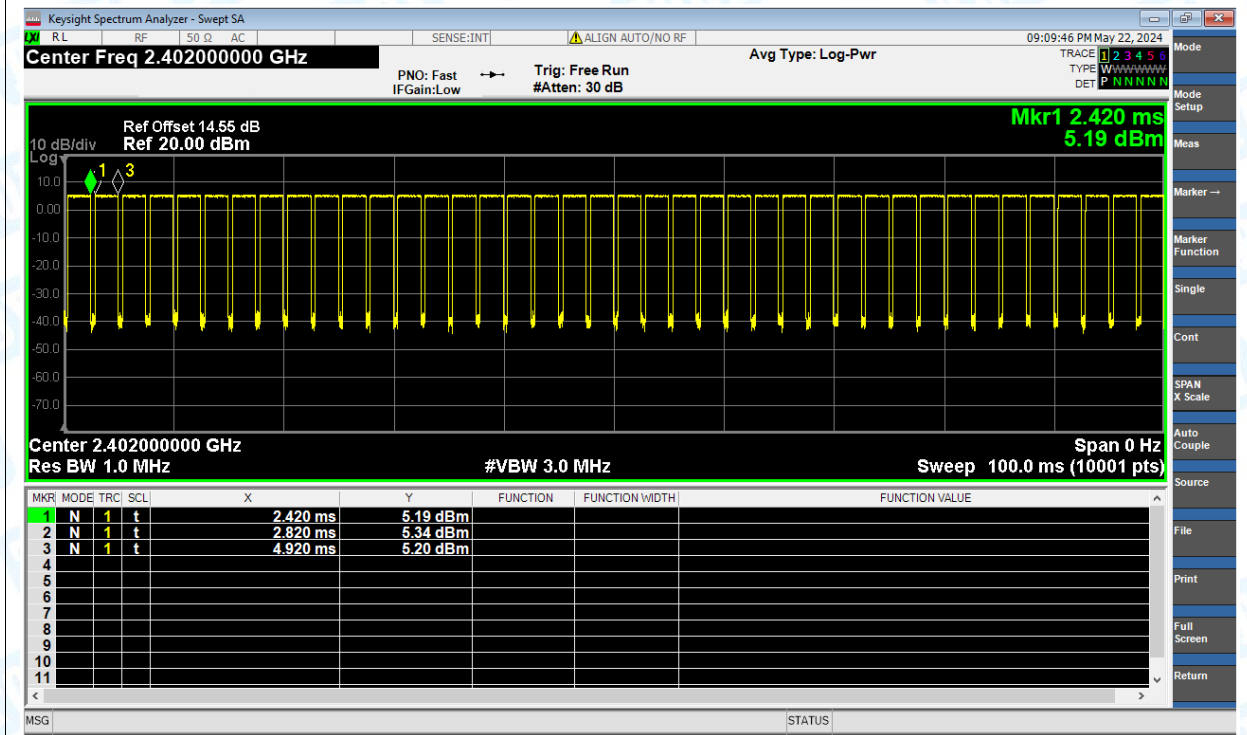 Keysight Spectrum Analyzer - Swept SA
LXI RL RF 50 Ω AC SENSE:INT ALIGN AUTO/NO RF 09:09:46 PM May 22, 2024
Center Freq 2.402000000 GHz
Avg Type: Log-Pwr
TRACE 1 2 3 4 5 6
PNO: Fast Trig: Free Run
TYPE WWWWWW
IFGain:Low #Atten: 30 dB
DET P N N N N N
Mkr1 2.420 ms
5.19 dBm
Ref Offset 14.55 dB
10 dB/div Ref 20.00 dBm
Log
1 3
10.0
0.00
-10.0
-20.0
-30.0
-40.0
-50.0
-60.0
-70.0
Center 2.402000000 GHz Span 0 Hz
Res BW 1.0 MHz #VBW 3.0 MHz Sweep 100.0 ms (10001 pts)
MKR MODE TRC SCL X Y FUNCTION FUNCTION WIDTH FUNCTION VALUE
1 N 1 t 2.420 ms 5.19 dBm
2 N 1 t 2.820 ms 5.34 dBm
3 N 1 t 4.920 ms 5.20 dBm
4
5
6
7
8
9
10
11
MSG STATUS
Mode
Mode
Setup
Meas
Marker →
Marker
Function
Single
Cont
SPAN
X Scale
Auto
Couple
Source
File
Print
Full
Screen
Return